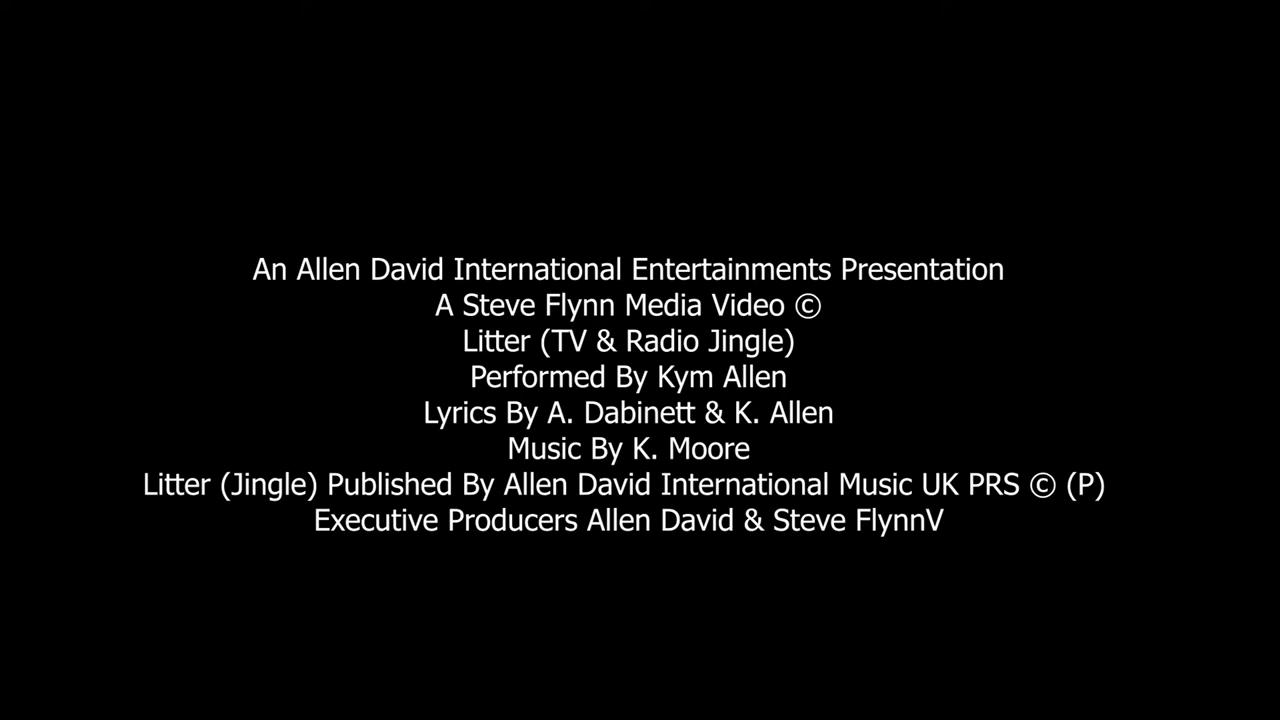 An Allen David International Entertainments Presentation
A Steve Flynn Media Video ©
Litter (TV & Radio Jingle)
Performed By Kym Allen
Lyrics By A. Dabinett & K. Allen
Music By K. Moore
Litter (Jingle) Published By Allen David International Music UK PRS © (P)
Executive Producers Allen David & Steve FlynnV